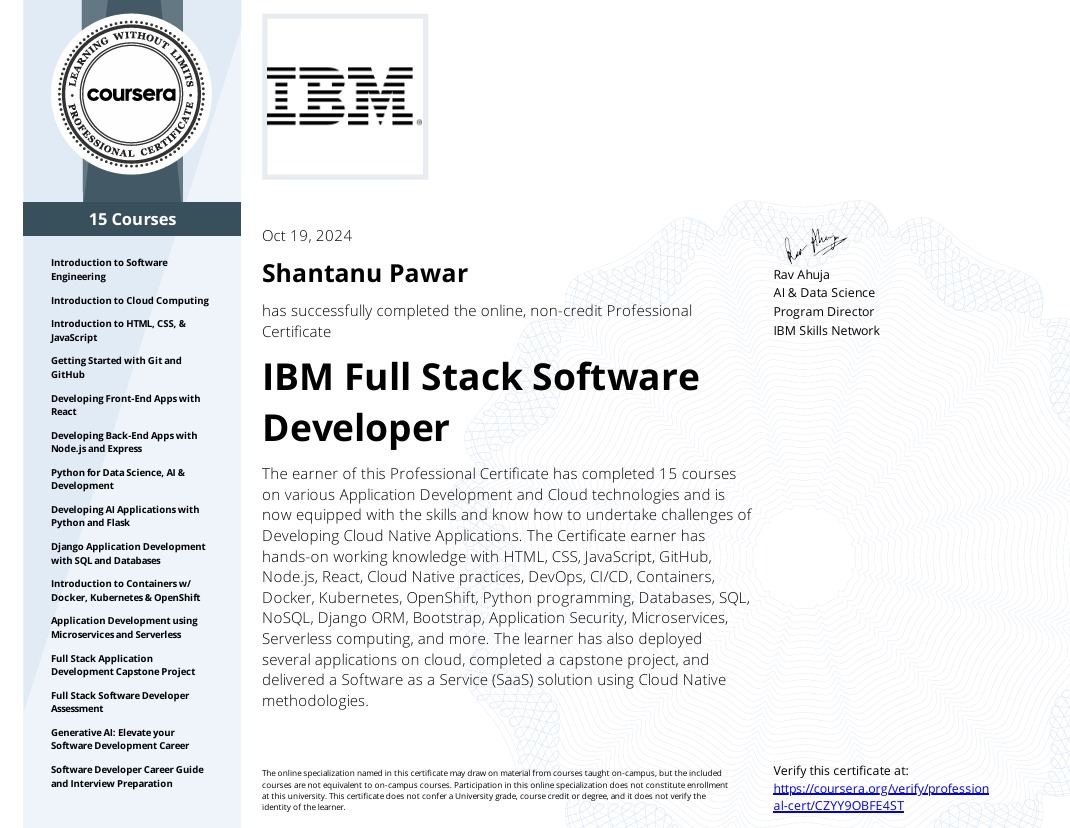 LEARNING WITHOUT LIMITS
coursera
PROFESSIONAL CERTIFICATE
IBM®
15 Courses
Introduction to Software
Engineering
Introduction to Cloud Computing
Introduction to HTML, CSS, &
JavaScript
Getting Started with Git and
GitHub
Developing Front-End Apps with
React
Developing Back-End Apps with
Node.js and Express
Python for Data Science, AI &
Development
Developing AI Applications with
Python and Flask
Django Application Development
with SQL and Databases
Introduction to Containers w/
Docker, Kubernetes & OpenShift
Application Development using
Microservices and Serverless
Full Stack Application
Development Capstone Project
Full Stack Software Developer
Assessment
Generative AI: Elevate your
Software Development Career
Software Developer Career Guide
and Interview Preparation
Oct 19, 2024
Shantanu Pawar
has successfully completed the online, non-credit Professional
Certificate
IBM Full Stack Software
Developer
The earner of this Professional Certificate has completed 15 courses
on various Application Development and Cloud technologies and is
now equipped with the skills and know how to undertake challenges of
Developing Cloud Native Applications. The Certificate earner has
hands-on working knowledge with HTML, CSS, JavaScript, GitHub,
Node.js, React, Cloud Native practices, DevOps, CI/CD, Containers,
Docker, Kubernetes, OpenShift, Python programming, Databases, SQL,
NoSQL, Django ORM, Bootstrap, Application Security, Microservices,
Serverless computing, and more. The learner has also deployed
several applications on cloud, completed a capstone project, and
delivered a Software as a Service (SaaS) solution using Cloud Native
methodologies.
Rav Ahuja
Rav Ahuja
AI & Data Science
Program Director
IBM Skills Network
The online specialization named in this certificate may draw on material from courses taught on-campus, but the included
courses are not equivalent to on-campus courses. Participation in this online specialization does not constitute enrollment
at this university. This certificate does not confer a University grade, course credit or degree, and it does not verify the
identity of the learner.
Verify this certificate at:
https://coursera.org/verify/profession
al-cert/CZYY9OBFE4ST